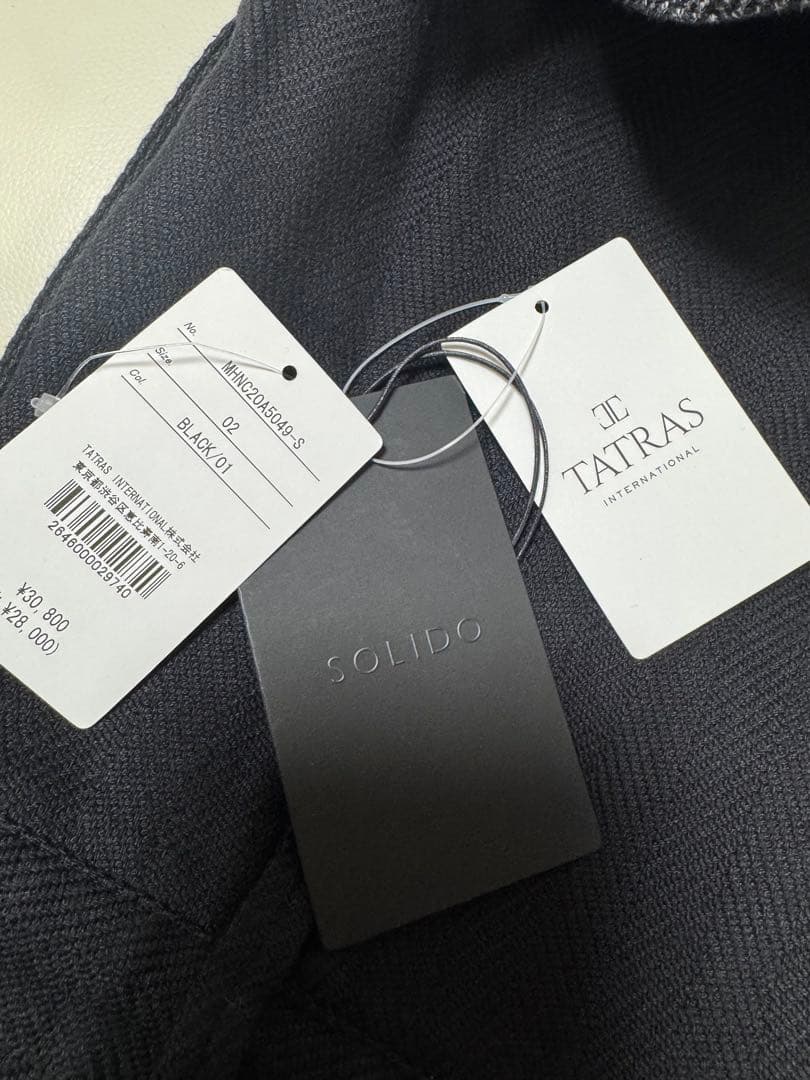 No. MHNC20A5049-S
Size. 02
Col. BLACK/01
TATRAS INTERNATIONAL株式会社
東京都渋谷区恵比寿南1-20-6
2646000029740
¥30,800
¥28,000)
SOLIDO
TATRAS
INTERNATIONAL